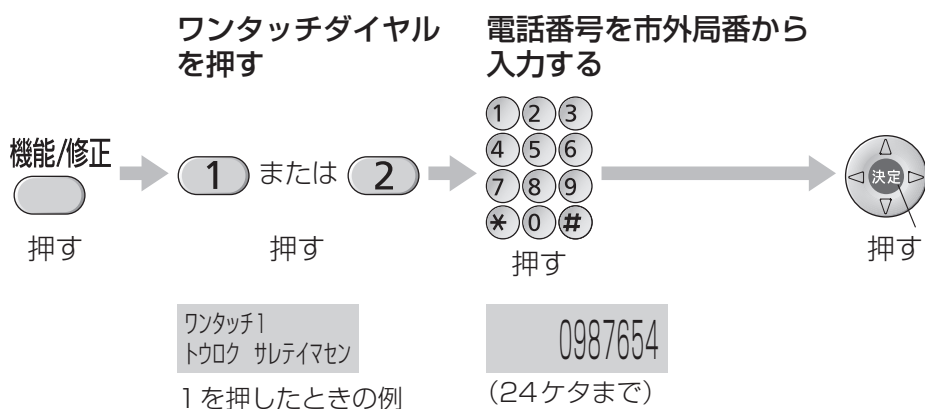 ワンタッチダイヤル
を押す
電話番号を市外局番から
入力する
機能/修正
押す
1 または 2
押す
1 2 3
4 5 6
7 8 9
* 0 #
押す
決定
押す
ワンタッチ1
トウロク サレテイマセン
1を押したときの例
0987654
(24ケタまで)